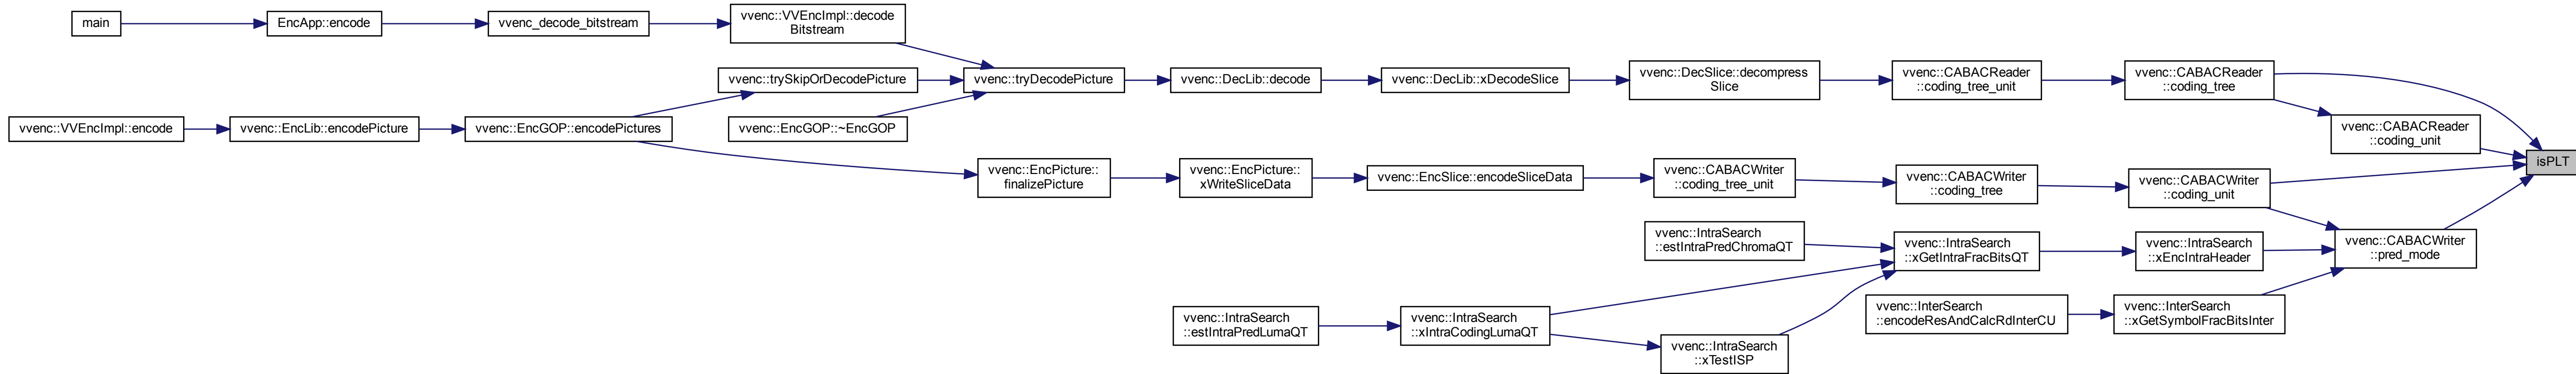 main
EncApp::encode
vvenc_decode_bitstream
vvenc::VVEncImpl::decode
Bitstream
vvenc::trySkipOrDecodePicture
vvenc::tryDecodePicture
vvenc::DecLib::decode
vvenc::DecLib::xDecodeSlice
vvenc::DecSlice::decompress
Slice
vvenc::CABACReader
::coding_tree_unit
vvenc::CABACReader
::coding_tree
vvenc::VVEncImpl::encode
vvenc::EncLib::encodePicture
vvenc::EncGOP::encodePictures
vvenc::EncGOP::~EncGOP
vvenc::CABACReader
::coding_unit
isPLT
vvenc::EncPicture::
finalizePicture
vvenc::EncPicture::
xWriteSliceData
vvenc::EncSlice::encodeSliceData
vvenc::CABACWriter
::coding_tree_unit
vvenc::CABACWriter
::coding_tree
vvenc::CABACWriter
::coding_unit
vvenc::IntraSearch
::estIntraPredChromaQT
vvenc::IntraSearch
::xGetIntraFracBitsQT
vvenc::IntraSearch
::xEncIntraHeader
vvenc::CABACWriter
::pred_mode
vvenc::IntraSearch
::estIntraPredLumaQT
vvenc::IntraSearch
::xIntraCodingLumaQT
vvenc::InterSearch
::encodeResAndCalcRdInterCU
vvenc::InterSearch
::xGetSymbolFracBitsInter
vvenc::IntraSearch
::xTestISP